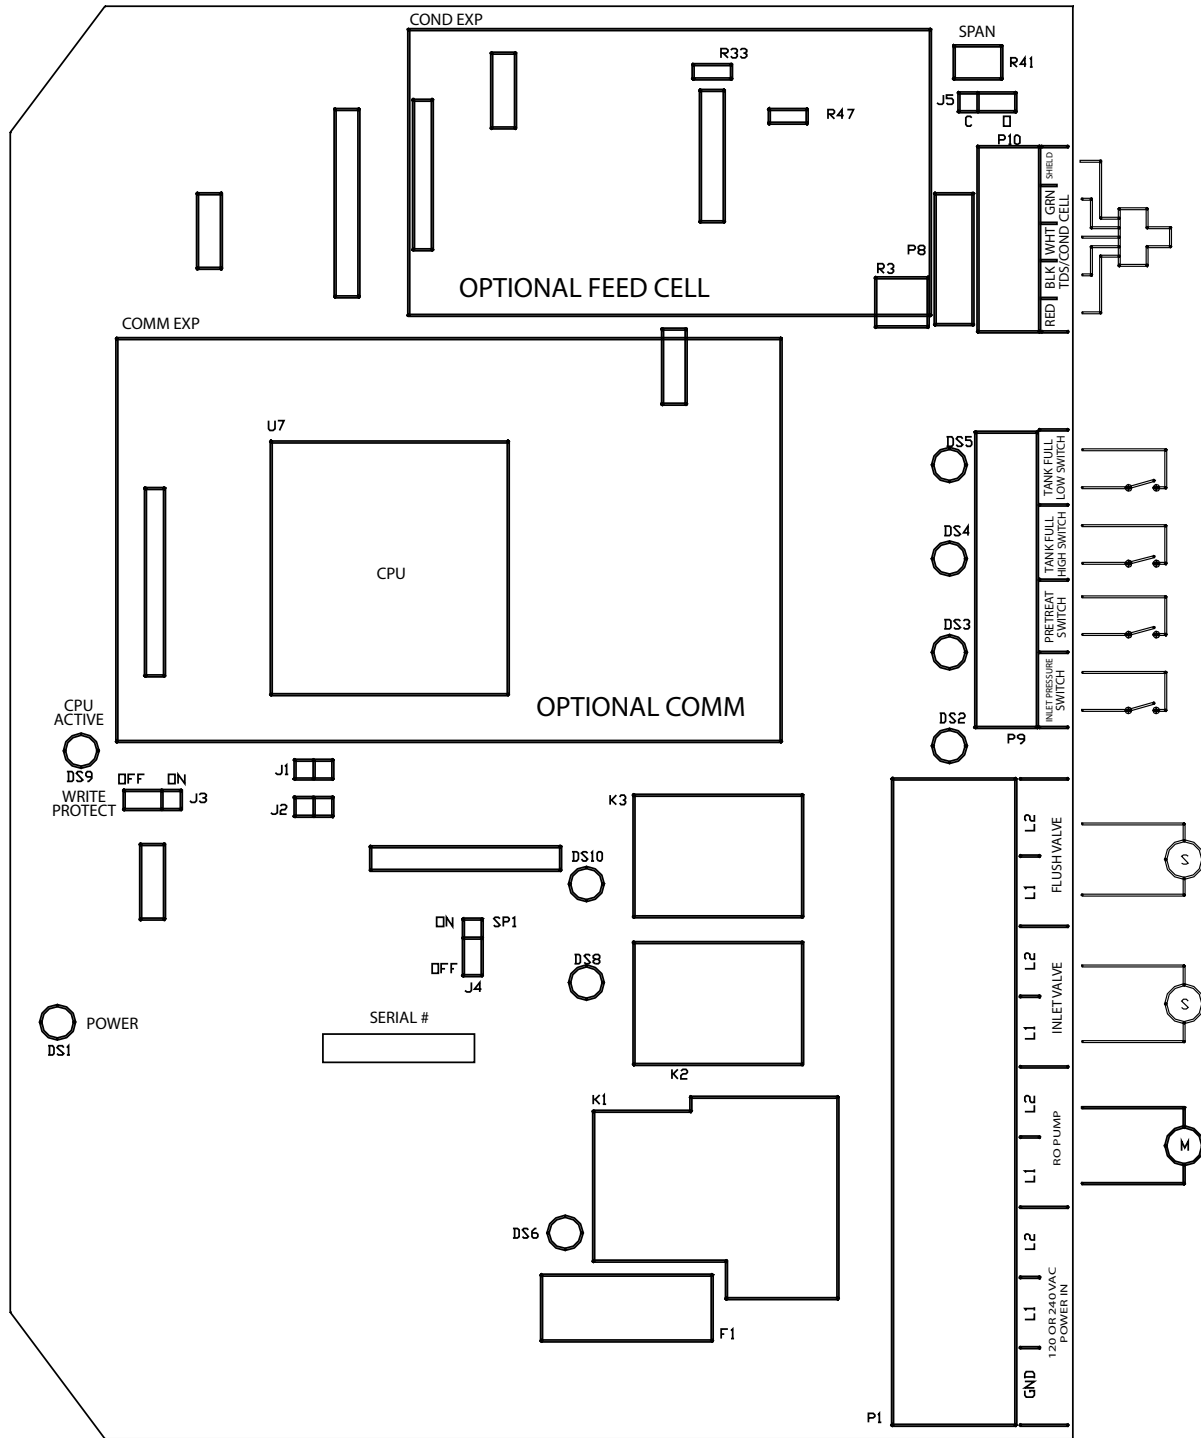 COND EXP
SPAN
R33
R41
J5
R47
C O
P10
SHIELD
GRN
WHT
BLK
RED
TDS/COND CELL
P8
R3
OPTIONAL FEED CELL
COMM EXP
U7
CPU
OPTIONAL COMM
DS5
TANK FULL
LOW SWITCH
DS4
TANK FULL
HIGH SWITCH
DS3
PRETREAT
SWITCH
INLET PRESSURE
SWITCH
DS2
P9
CPU
ACTIVE
DS9
OFF ON
WRITE
PROTECT
J3
J1
J2
K3
L2
L1
FLUSH VALVE
S
DS10
ON
SP1
OFF
J4
DS8
L2
L1
INLET VALVE
S
POWER
DS1
SERIAL #
K2
K1
L2
L1
RO PUMP
M
DS6
L2
L1
GND
120 OR 240 VAC
POWER IN
F1
P1